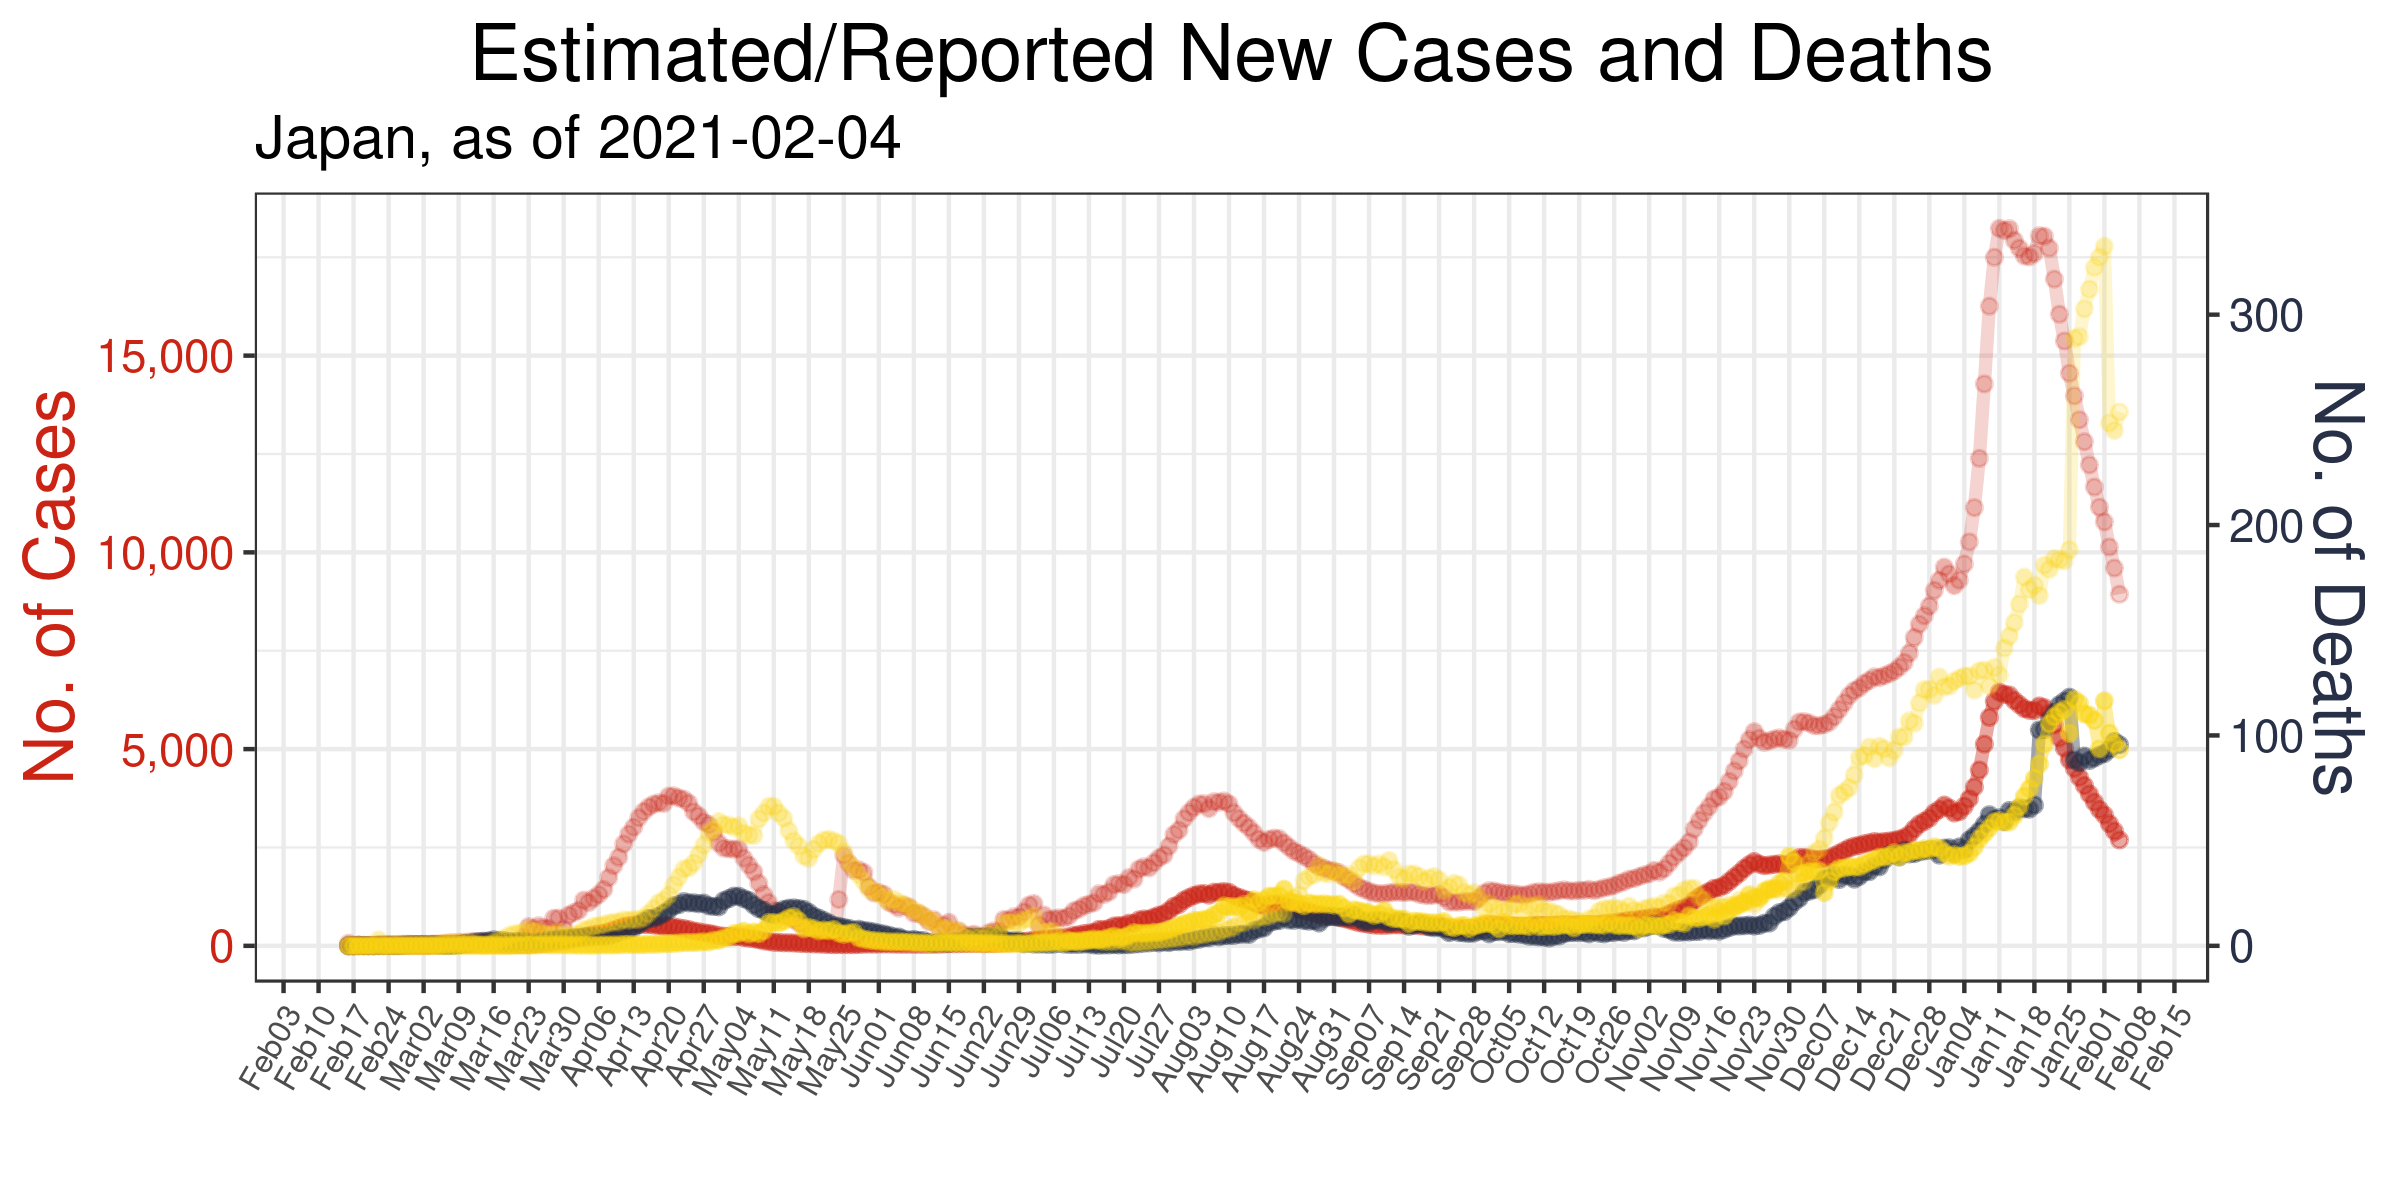 Estimated/Reported New Cases and Deaths
Japan, as of 2021-02-04
No. of Cases
15,000
10,000
5,000
0
300
200
100
0
No. of Deaths
Feb03
Feb10
Feb17
Feb24
Mar02
Mar09
Mar16
Mar23
Mar30
Apr06
Apr13
Apr20
Apr27
May04
May11
May18
May25
Jun01
Jun08
Jun15
Jun22
Jun29
Jul06
Jul13
Jul20
Jul27
Aug03
Aug10
Aug17
Aug24
Aug31
Sep07
Sep14
Sep21
Sep28
Oct05
Oct12
Oct19
Oct26
Nov02
Nov09
Nov16
Nov23
Nov30
Dec07
Dec14
Dec21
Dec28
Jan04
Jan11
Jan18
Jan25
Feb01
Feb08
Feb15